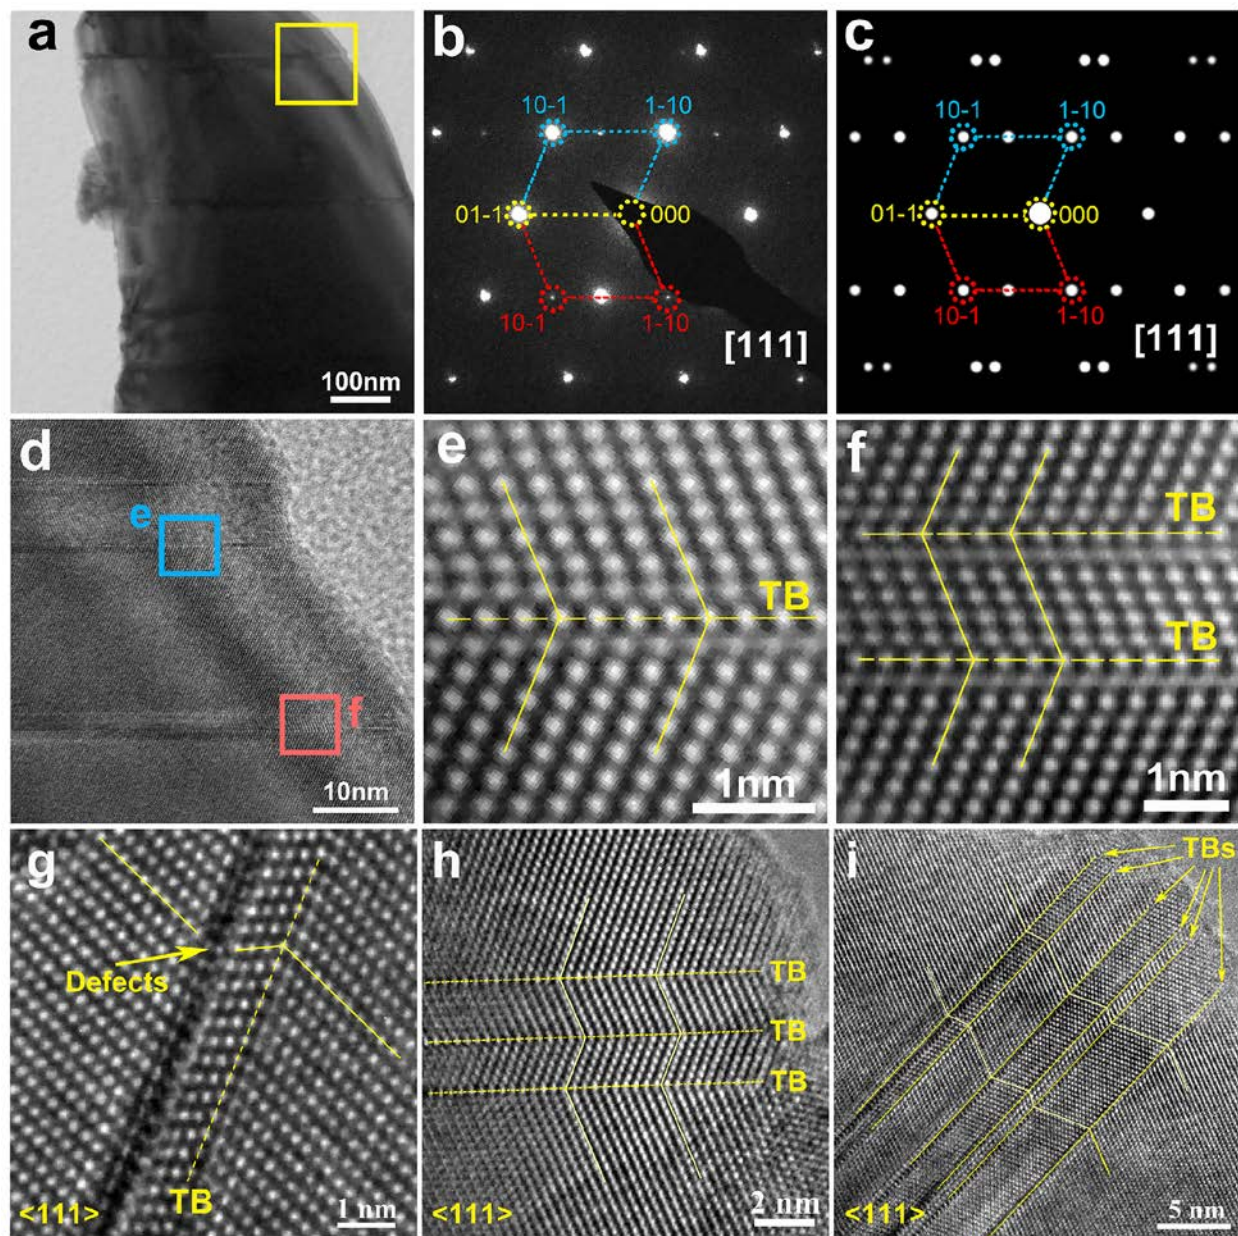 a
100nm
b
10-1
1-10
01-1
000
10-1
1-10
[111]
c
10-1
1-10
01-1
000
10-1
1-10
[111]
d
e
f
10nm
e
TB
1nm
f
TB
TB
1nm
g
Defects
TB
<111>
1 nm
h
TB
TB
TB
<111>
2 nm
i
TBs
<111>
5 nm